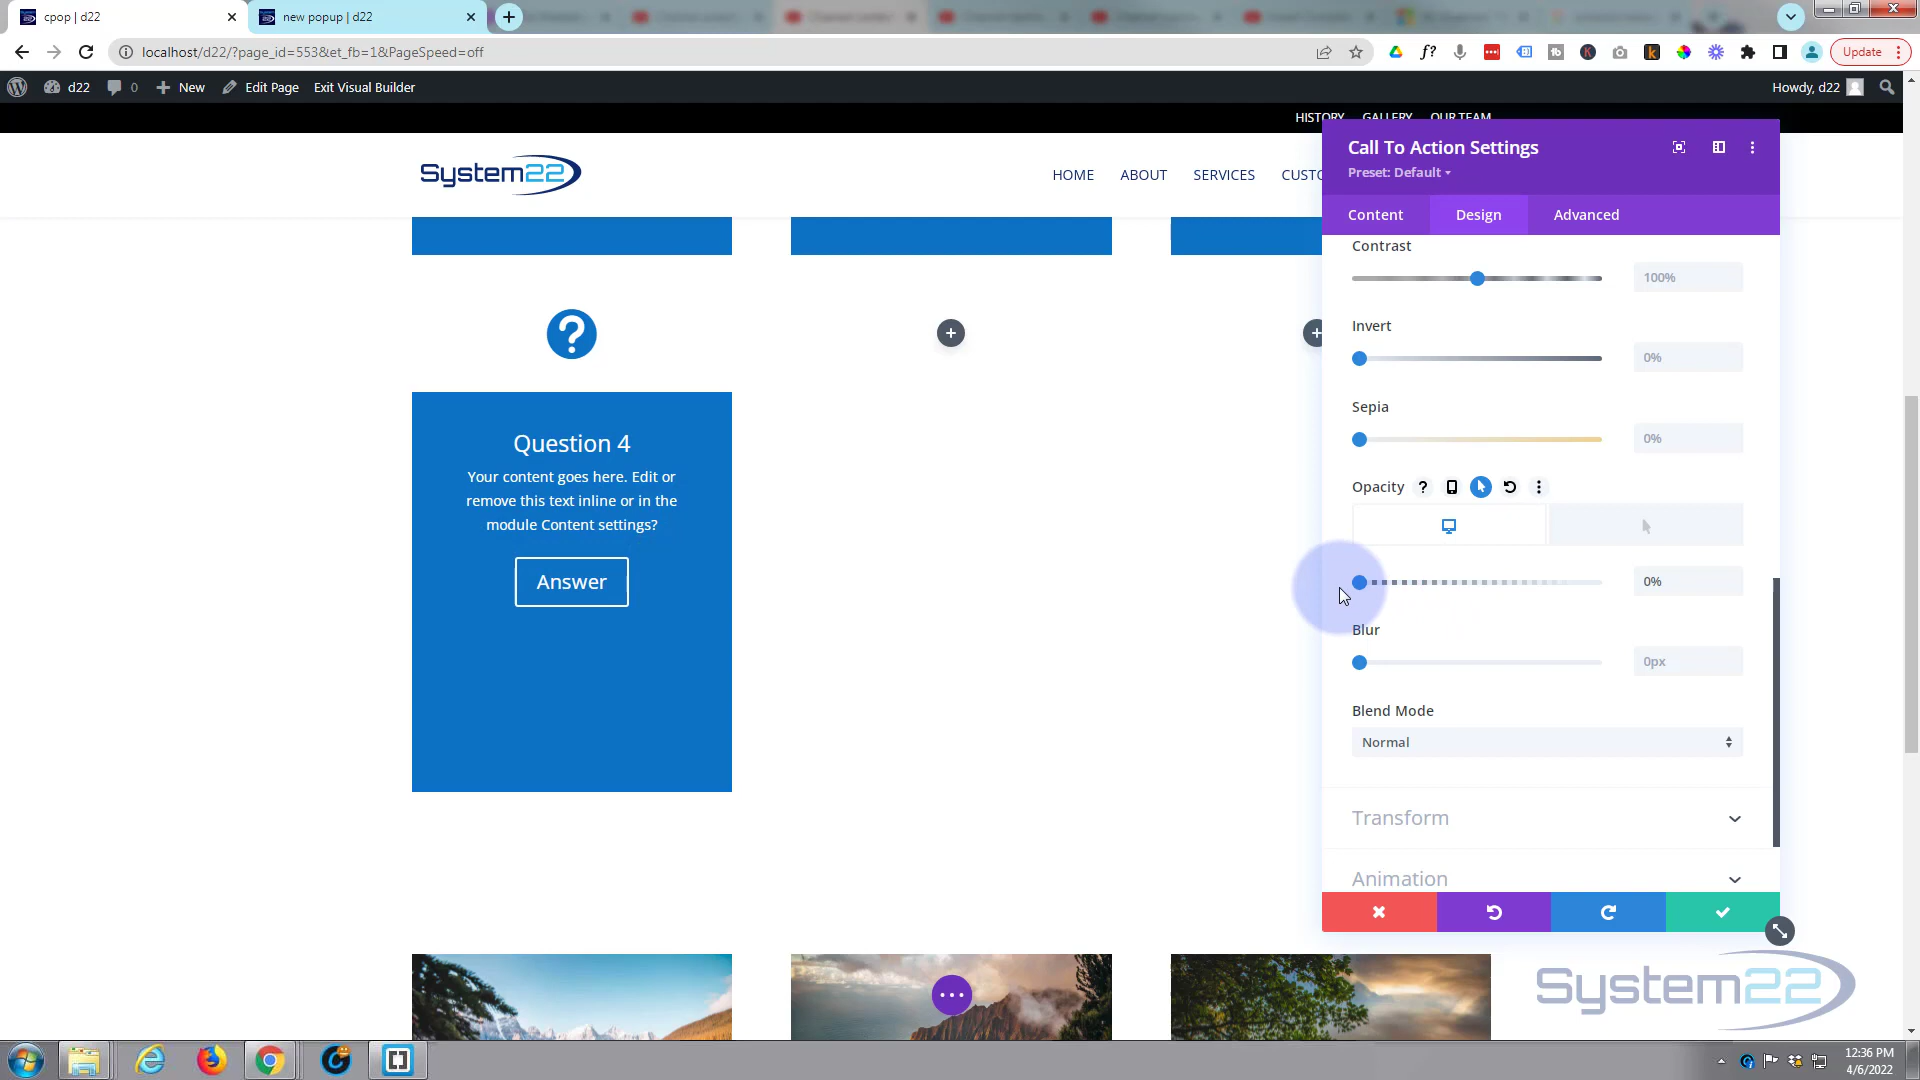 cpop | d22
new popup | d22
localhost/d22/?page_id=553&et_fb=1&PageSpeed=off
Update
d22
0
New
Edit Page
Exit Visual Builder
Howdy, d22
HISTORY GALLERY OUR TEAM
System22
HOME ABOUT SERVICES CUSTO
Call To Action Settings
Preset: Default
Content
Design
Advanced
Contrast
100%
Invert
0%
Sepia
0%
Opacity
0%
Blur
0px
Blend Mode
Normal
Transform
Animation
Question 4
Your content goes here. Edit or
remove this text inline or in the
module Content settings?
Answer
System22
12:36 PM
4/6/2022